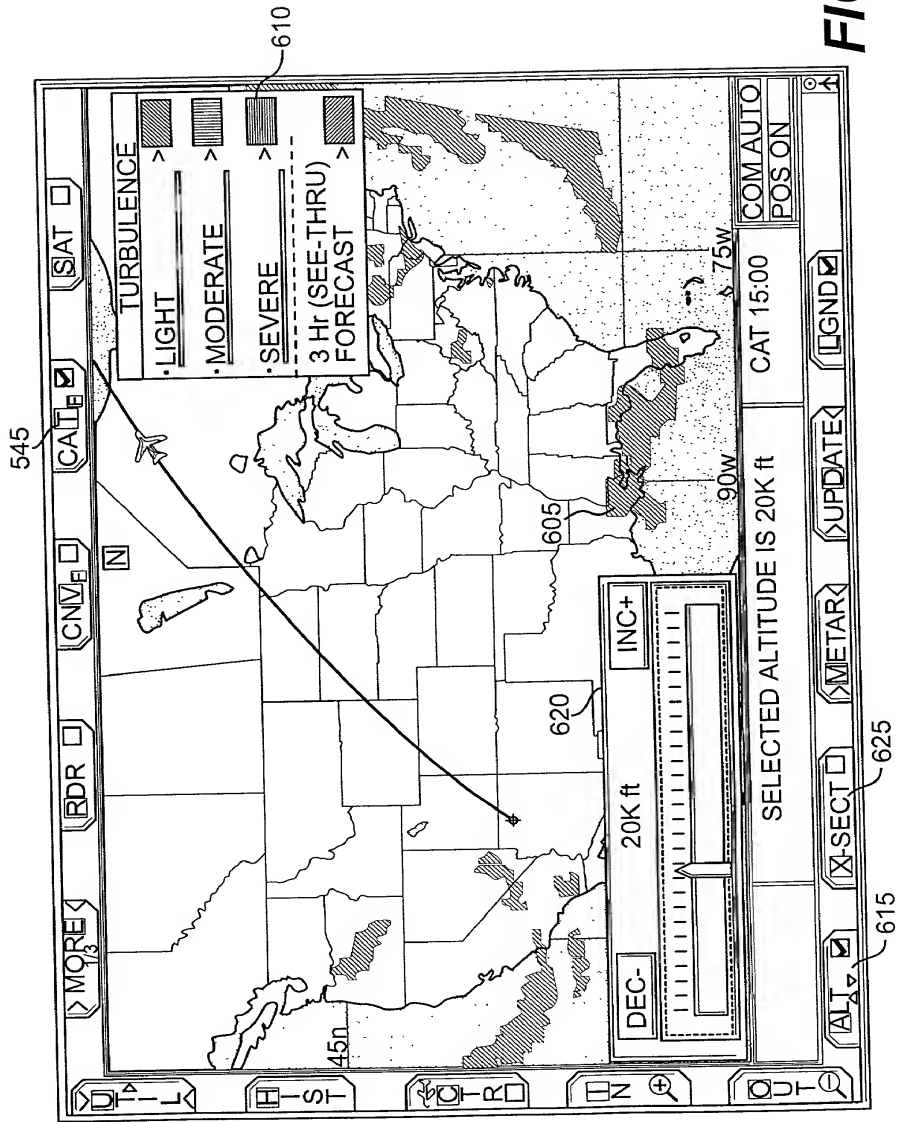 > MORE <
1/3
RDR
CNVE
545
CATE
SAT
UTIL
HIST
CTR
IN
OUT
N
45n
90w
75w
TURBULENCE
• LIGHT >
• MODERATE >
• SEVERE >
3 Hr (SEE-THRU)
FORECAST >
610
605
620
DEC-
20K ft
INC+
SELECTED ALTITUDE IS 20K ft
CAT 15:00
COM AUTO
POS ON
ALT
X-SECT
>METAR<
>UPDATE<
LGND
615
625